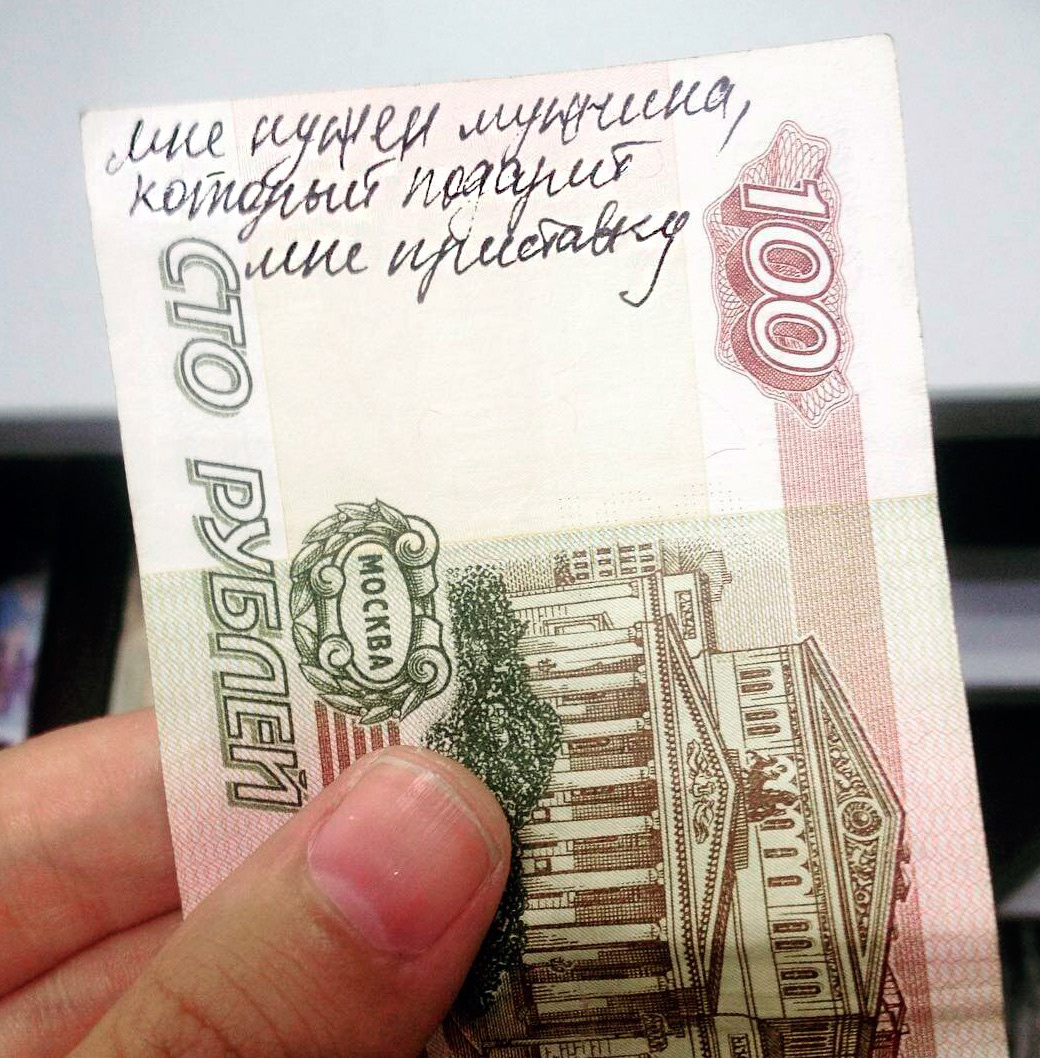 мне нужен мужчина,
который подарит
мне приставку
100
СТО РУБЛЕЙ
МОСКВА